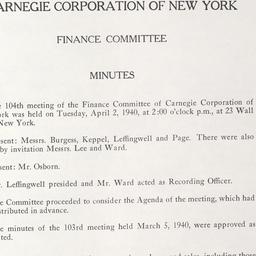 ARNEGIE CORPORATION OF NEW YORK
FINANCE COMMITTEE
MINUTES
104th meeting of the Finance Committee of Carnegie Corporation of
ork was held on Tuesday, April 2, 1940, at 2:00 o'clock p.m., at 23 Wall
New York.
sent: Messrs. Burgess, Keppel, Leffingwell and Page. There were also
by invitation Messrs. Lee and Ward.
sent: Mr. Osborn.
. Leffingwell presided and Mr. Ward acted as Recording Officer.
e Committee proceeded to consider the Agenda of the meeting, which had
tributed in advance.
e minutes of the 103rd meeting held March 5, 1940, were approved as
ted.